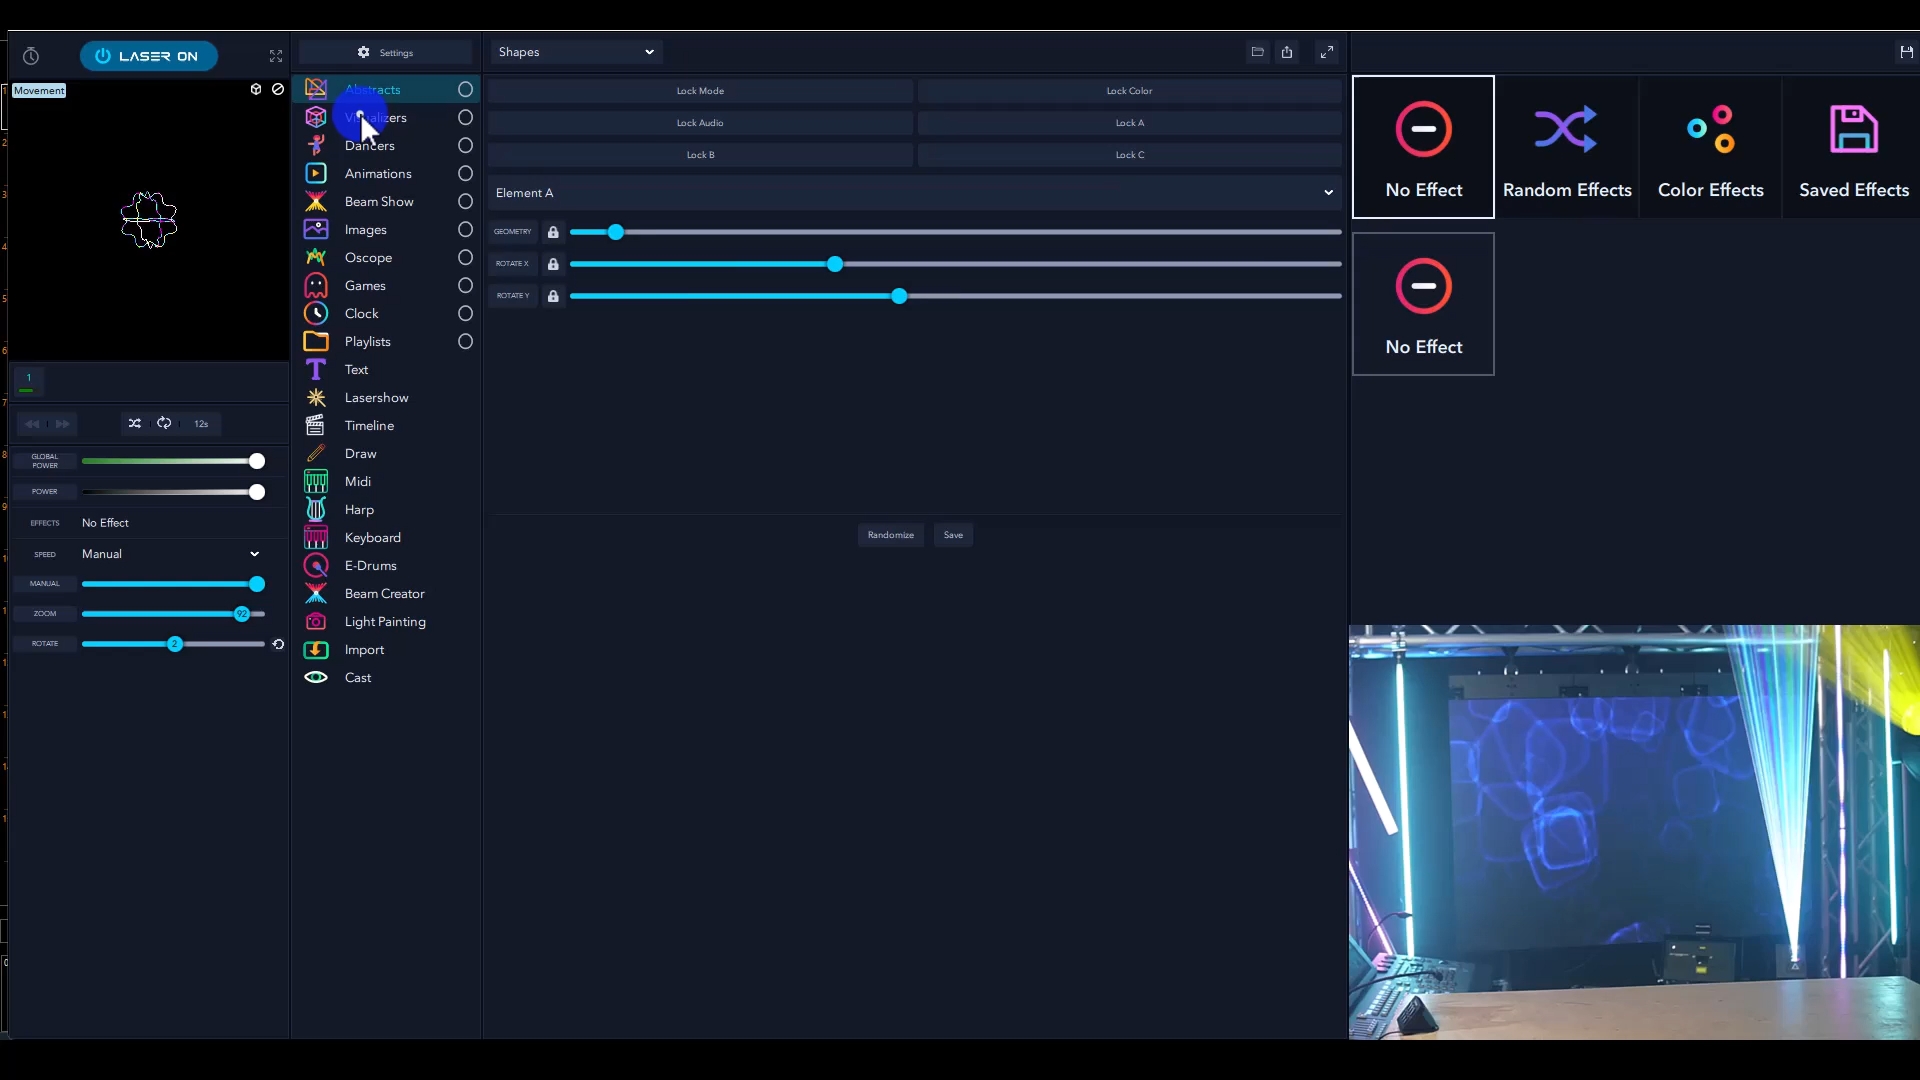 LASER ON
Settings
Shapes
Movement
Abstracts
Visualizers
Dancers
Animations
Beam Show
Images
Oscope
Games
Clock
Playlists
Text
Lasershow
Timeline
Draw
Midi
Harp
Keyboard
E-Drums
Beam Creator
Light Painting
Import
Cast
1
12s
GLOBAL
POWER
POWER
EFFECTS No Effect
SPEED Manual
MANUAL
ZOOM 92
ROTATE 2
Lock Mode Lock Color
Lock Audio Lock A
Lock B Lock C
Element A
GEOMETRY
ROTATE X
ROTATE Y
Randomize Save
No Effect Random Effects Color Effects Saved Effects
No Effect